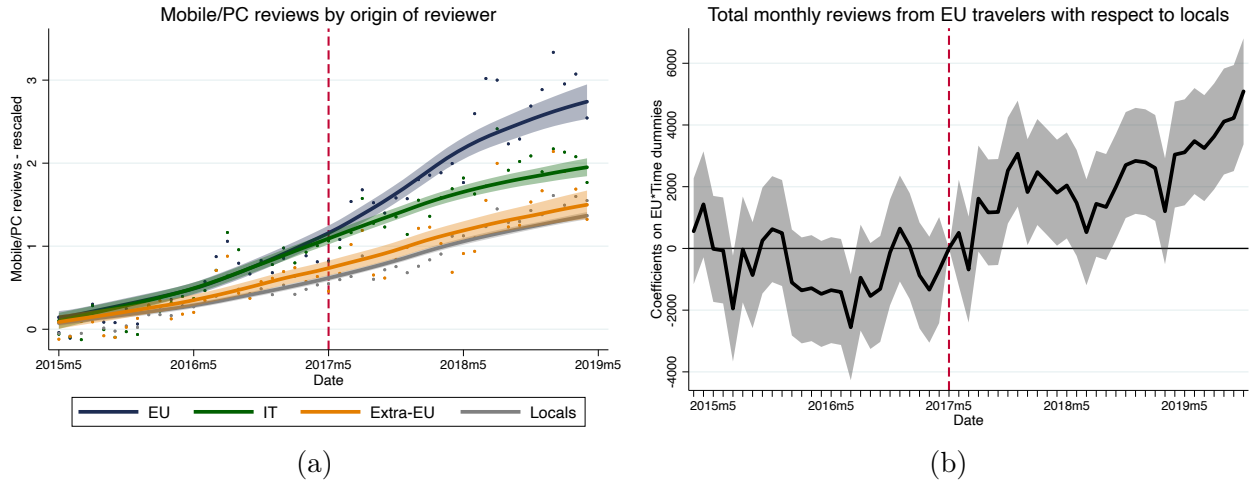 Mobile/PC reviews by origin of reviewer
Mobile/PC reviews - rescaled
3
2
1
0
2015m5
2016m5
2017m5
2018m5
2019m5
Date
EU
IT
Extra-EU
Locals
(a)
Total monthly reviews from EU travelers with respect to locals
Coefficients on EU*Time dummies
6000
4000
2000
0
-2000
-4000
2015m5
2016m5
2017m5
2018m5
2019m5
Date
(b)